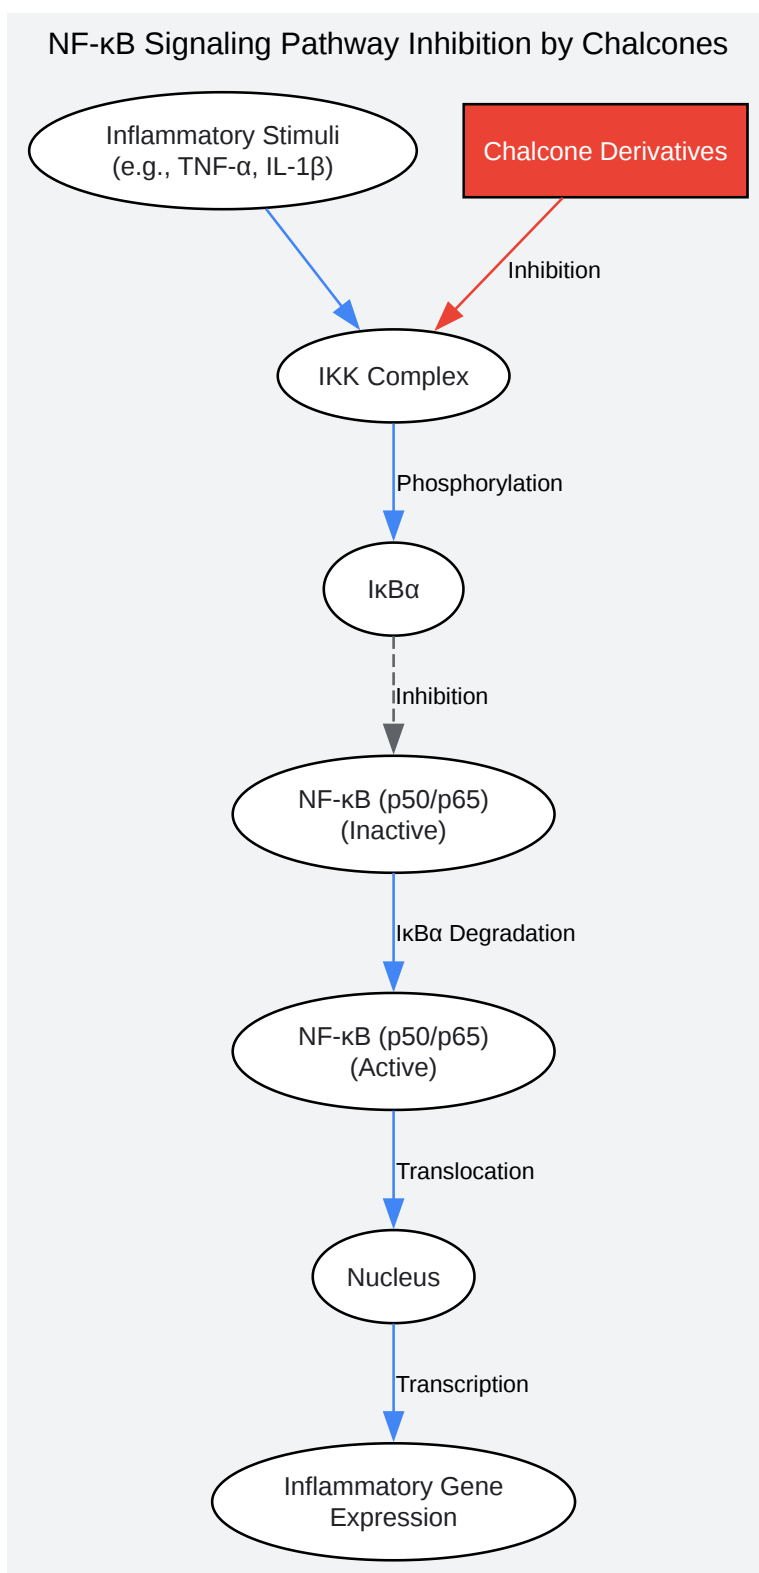 NF-κB Signaling Pathway Inhibition by Chalcones
Inflammatory Stimuli
(e.g., TNF-α, IL-1β)
Chalcone Derivatives
Inhibition
IKK Complex
Phosphorylation
IκBα
Inhibition
NF-κB (p50/p65)
(Inactive)
IκBα Degradation
NF-κB (p50/p65)
(Active)
Translocation
Nucleus
Transcription
Inflammatory Gene
Expression